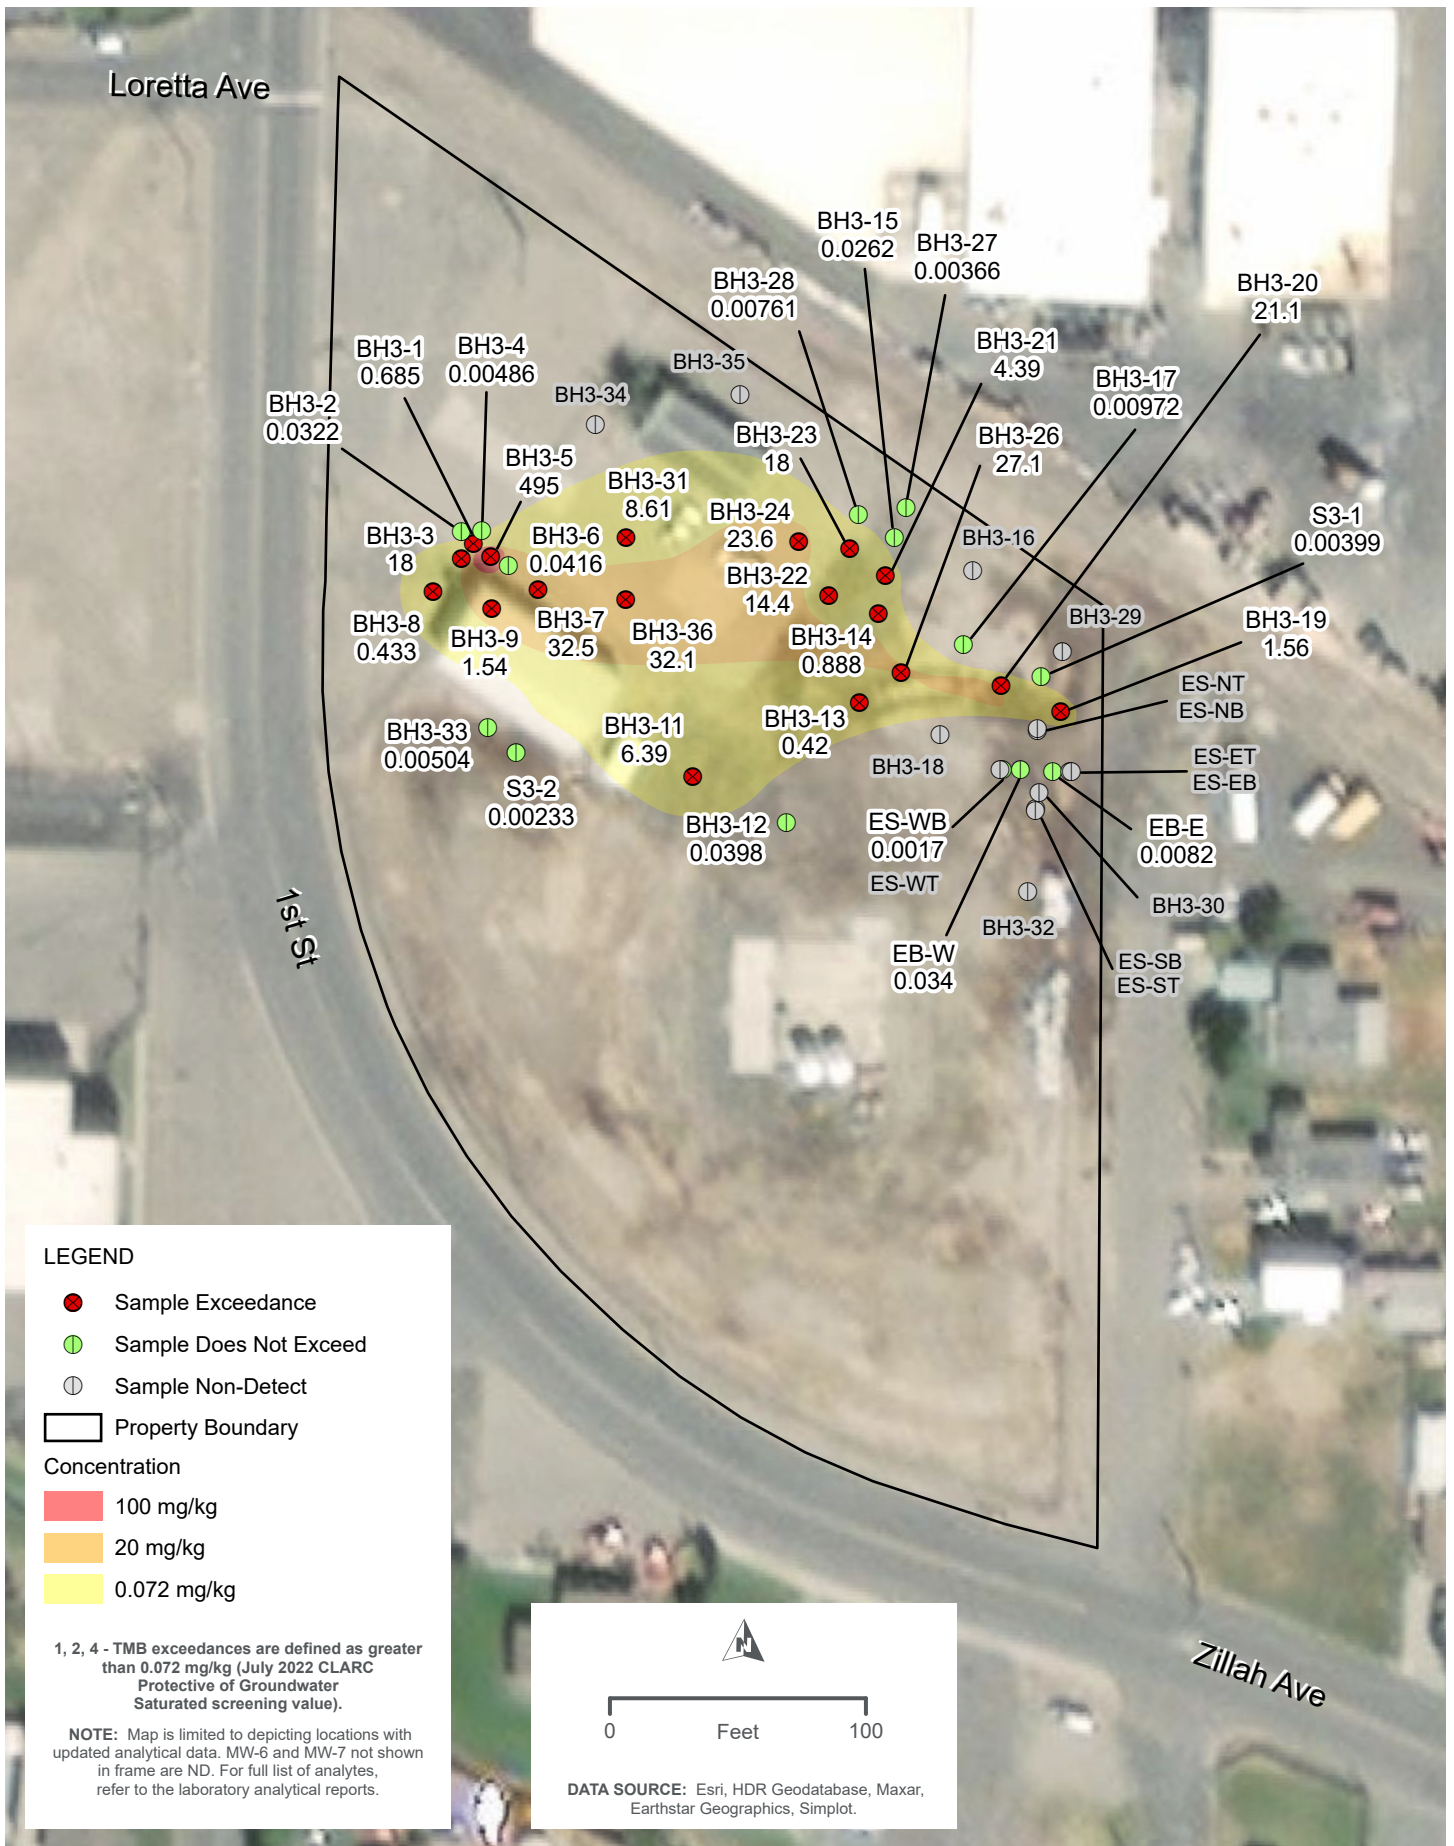 Loretta Ave
BH3-15
0.0262
BH3-27
0.00366
BH3-28
0.00761
BH3-20
21.1
BH3-21
4.39
BH3-1
0.685
BH3-4
0.00486
BH3-35
BH3-17
0.00972
BH3-34
BH3-2
0.0322
BH3-23
18
BH3-26
27.1
BH3-5
495
BH3-31
8.61
BH3-24
23.6
S3-1
0.00399
BH3-3
18
BH3-6
0.0416
BH3-16
BH3-22
14.4
BH3-29
BH3-19
1.56
BH3-8
0.433
BH3-9
1.54
BH3-7
32.5
BH3-36
32.1
BH3-14
0.888
ES-NT
ES-NB
BH3-33
0.00504
BH3-11
6.39
BH3-13
0.42
BH3-18
ES-ET
ES-EB
S3-2
0.00233
BH3-12
0.0398
ES-WB
0.0017
ES-WT
EB-E
0.0082
BH3-30
BH3-32
EB-W
0.034
ES-SB
ES-ST
1st St
Zillah Ave
LEGEND
Sample Exceedance
Sample Does Not Exceed
Sample Non-Detect
Property Boundary
Concentration
100 mg/kg
20 mg/kg
0.072 mg/kg
1, 2, 4 - TMB exceedances are defined as greater
than 0.072 mg/kg (July 2022 CLARC
Protective of Groundwater
Saturated screening value).
NOTE: Map is limited to depicting locations with
updated analytical data. MW-6 and MW-7 not shown
in frame are ND. For full list of analytes,
refer to the laboratory analytical reports.
N
0 Feet 100
DATA SOURCE: Esri, HDR Geodatabase, Maxar,
Earthstar Geographics, Simplot.